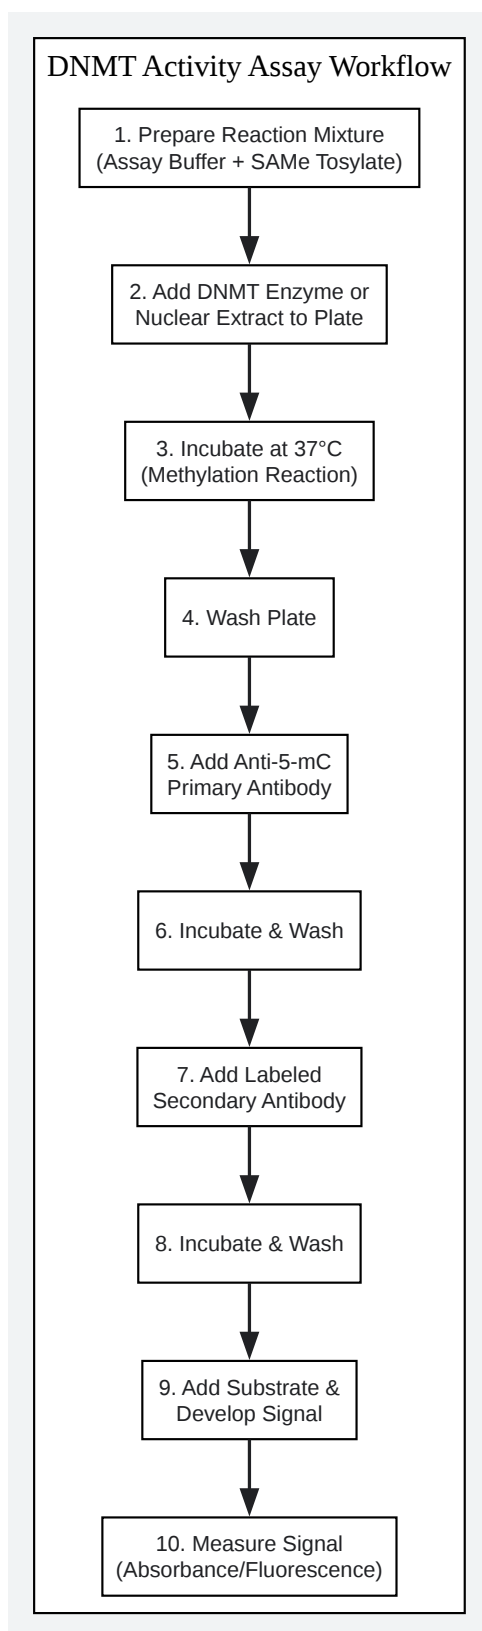 DNMT Activity Assay Workflow
1. Prepare Reaction Mixture
(Assay Buffer + SAMe Tosylate)
2. Add DNMT Enzyme or
Nuclear Extract to Plate
3. Incubate at 37°C
(Methylation Reaction)
4. Wash Plate
5. Add Anti-5-mC
Primary Antibody
6. Incubate & Wash
7. Add Labeled
Secondary Antibody
8. Incubate & Wash
9. Add Substrate &
Develop Signal
10. Measure Signal
(Absorbance/Fluorescence)